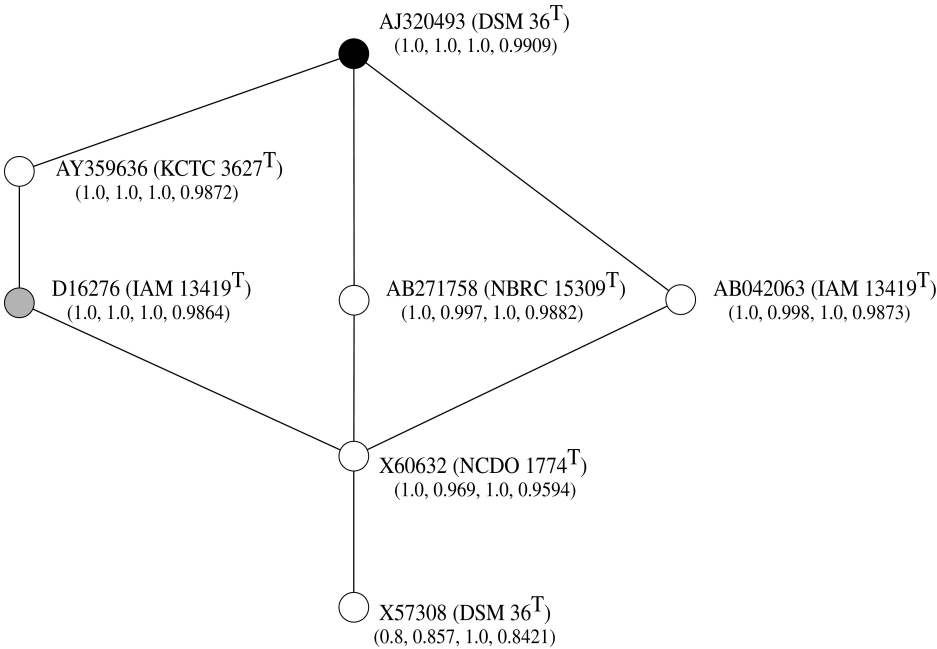 AJ320493 (DSM 36ᵀ)
(1.0, 1.0, 1.0, 0.9909)
AY359636 (KCTC 3627ᵀ)
(1.0, 1.0, 1.0, 0.9872)
D16276 (IAM 13419ᵀ)
(1.0, 1.0, 1.0, 0.9864)
AB271758 (NBRC 15309ᵀ)
(1.0, 0.997, 1.0, 0.9882)
AB042063 (IAM 13419ᵀ)
(1.0, 0.998, 1.0, 0.9873)
X60632 (NCDO 1774ᵀ)
(1.0, 0.969, 1.0, 0.9594)
X57308 (DSM 36ᵀ)
(0.8, 0.857, 1.0, 0.8421)